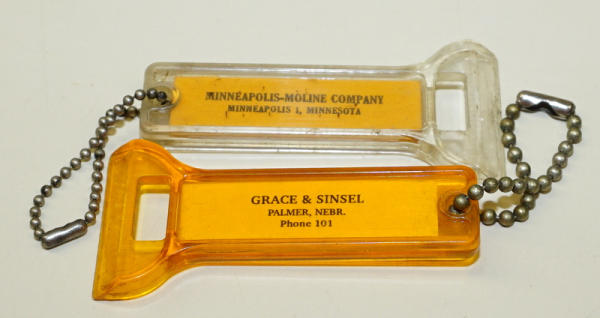 MINNEAPOLIS-MOLINE COMPANY
MINNEAPOLIS 1, MINNESOTA
GRACE & SINSEL
PALMER, NEBR.
Phone 101